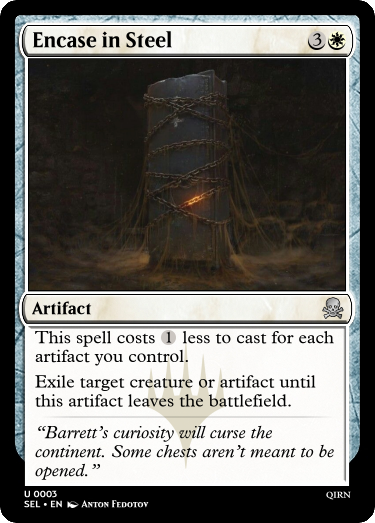 Encase in Steel
3
Artifact
This spell costs 1 less to cast for each
artifact you control.
Exile target creature or artifact until
this artifact leaves the battlefield.
“Barrett’s curiosity will curse the
continent. Some chests aren’t meant to be
opened.”
U 0003
SEL • EN Anton Fedotov
QIRN